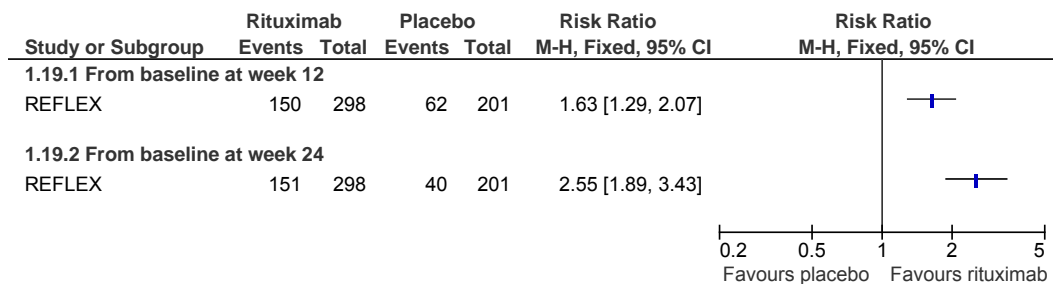 Rituximab Placebo Risk Ratio Risk Ratio
Study or Subgroup Events Total Events Total M-H, Fixed, 95% CI M-H, Fixed, 95% CI
1.19.1 From baseline at week 12
REFLEX 150 298 62 201 1.63 [1.29, 2.07]
1.19.2 From baseline at week 24
REFLEX 151 298 40 201 2.55 [1.89, 3.43]
0.2 0.5 1 2 5
Favours placebo Favours rituximab